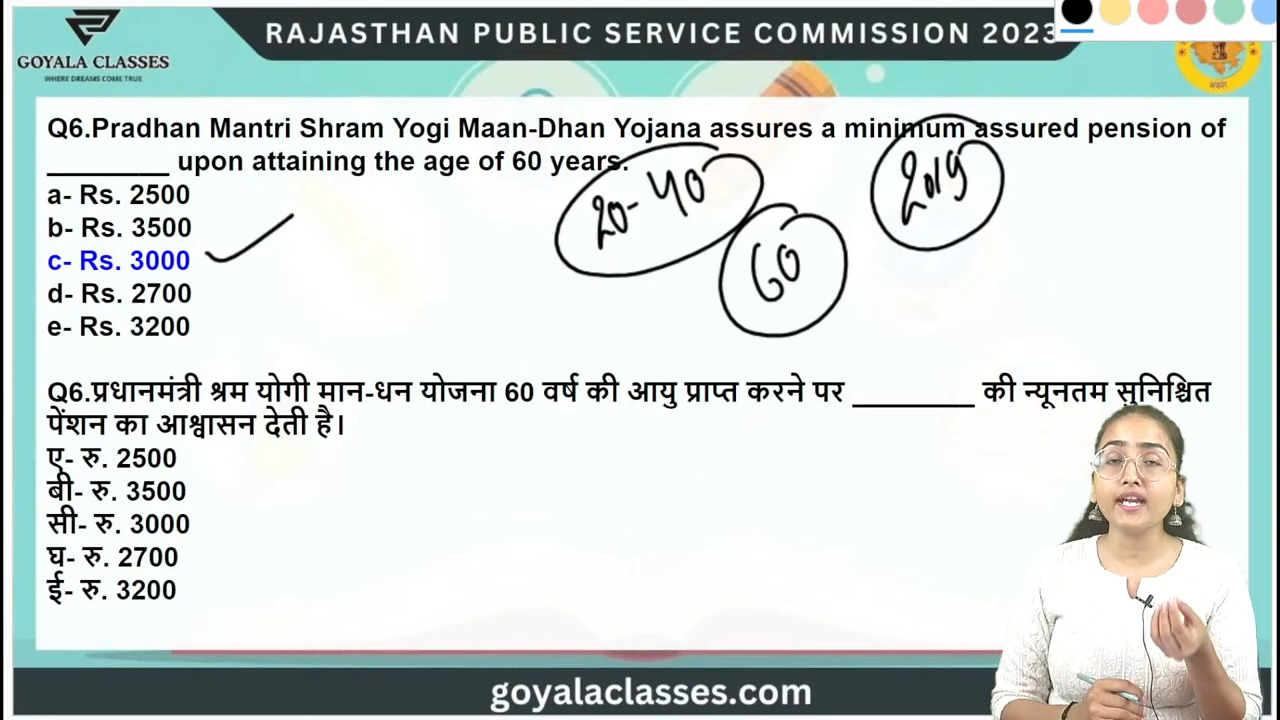 GOYALA CLASSES
WHERE DREAMS COME TRUE
RAJASTHAN PUBLIC SERVICE COMMISSION 2023
Q6.Pradhan Mantri Shram Yogi Maan-Dhan Yojana assures a minimum assured pension of
________ upon attaining the age of 60 years.
a- Rs. 2500
b- Rs. 3500
c- Rs. 3000
d- Rs. 2700
e- Rs. 3200
20-40
60
2019
Q6.प्रधानमंत्री श्रम योगी मान-धन योजना 60 वर्ष की आयु प्राप्त करने पर ________ की न्यूनतम सुनिश्चित
पेंशन का आश्वासन देती है।
ए- रु. 2500
बी- रु. 3500
सी- रु. 3000
घ- रु. 2700
ई- रु. 3200
goyalaclasses.com